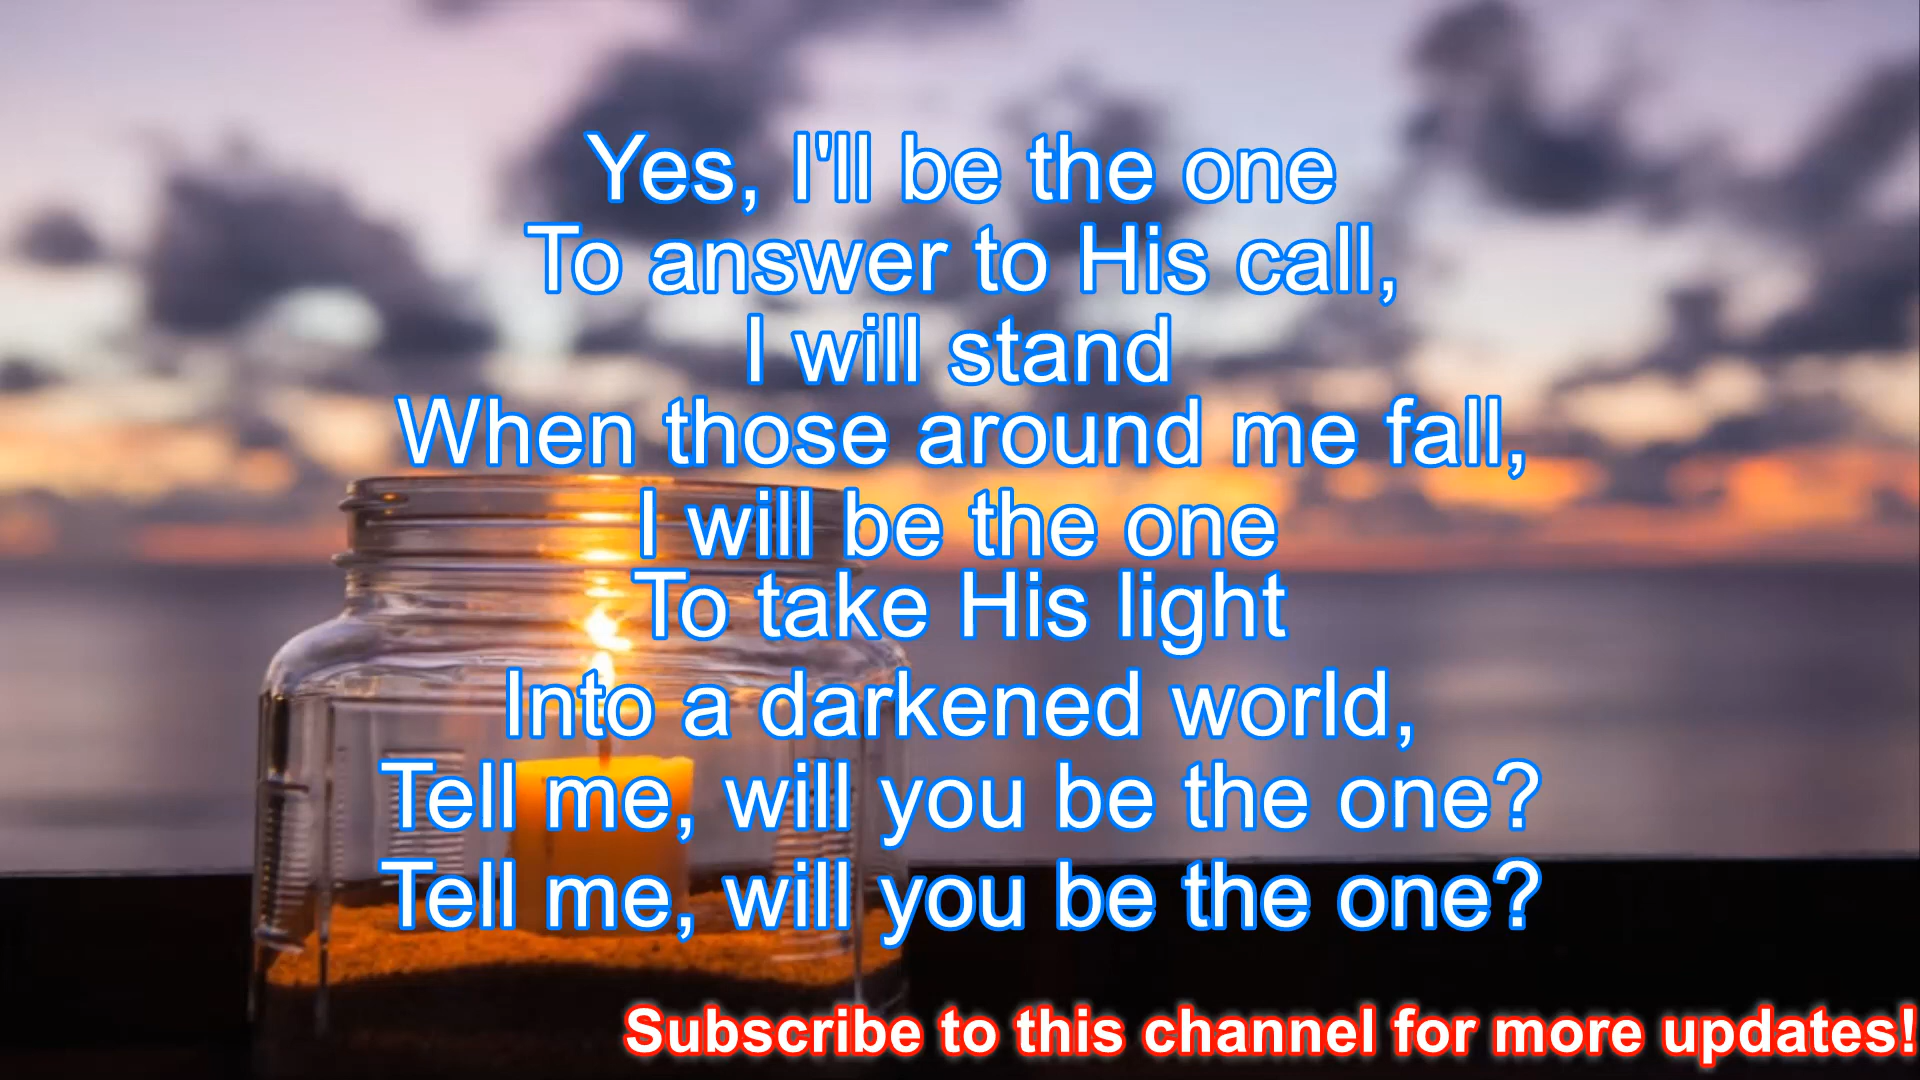 Yes, I'll be the one
To answer to His call,
I will stand
When those around me fall,
I will be the one
To take His light
Into a darkened world,
Tell me, will you be the one?
Tell me, will you be the one?
Subscribe to this channel for more updates!